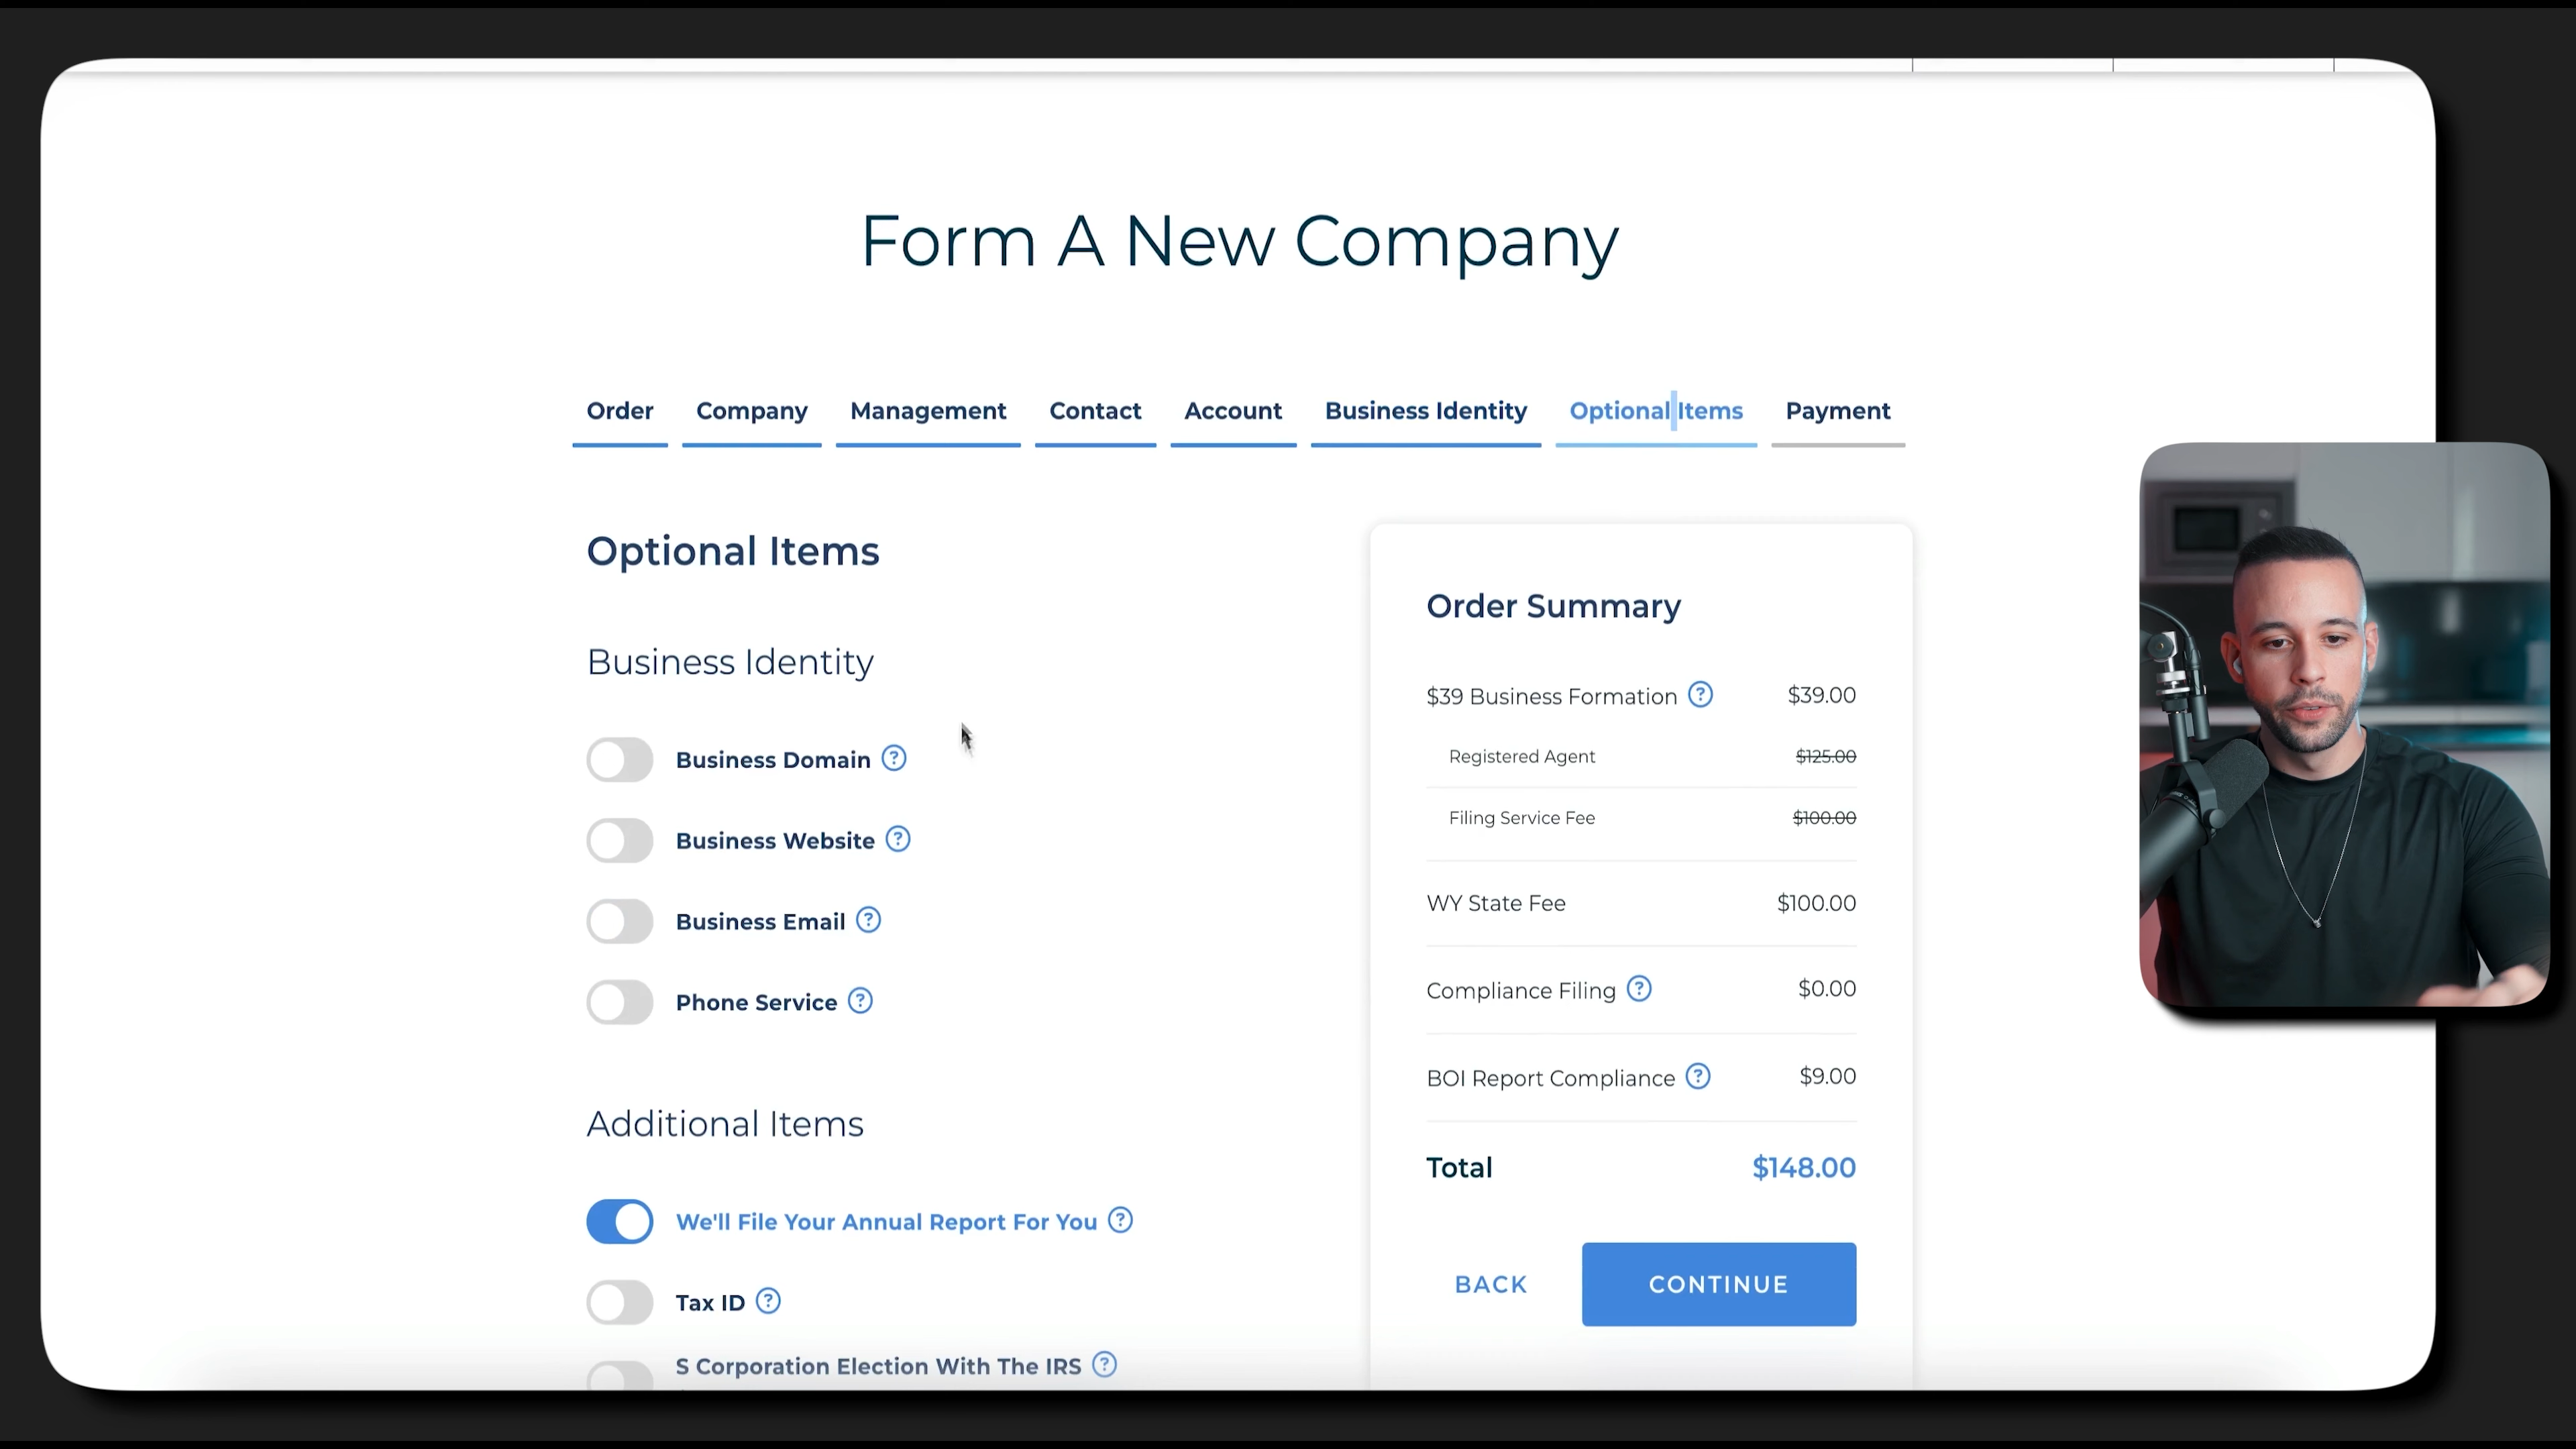 Form A New Company
Order Company Management Contact Account Business Identity Optional Items Payment
Optional Items
Business Identity
Business Domain ?
Business Website ?
Business Email ?
Phone Service ?
Additional Items
We'll File Your Annual Report For You ?
Tax ID ?
S Corporation Election With The IRS ?
Order Summary
$39 Business Formation ? $39.00
Registered Agent $125.00
Filing Service Fee $100.00
WY State Fee $100.00
Compliance Filing ? $0.00
BOI Report Compliance ? $9.00
Total $148.00
BACK CONTINUE